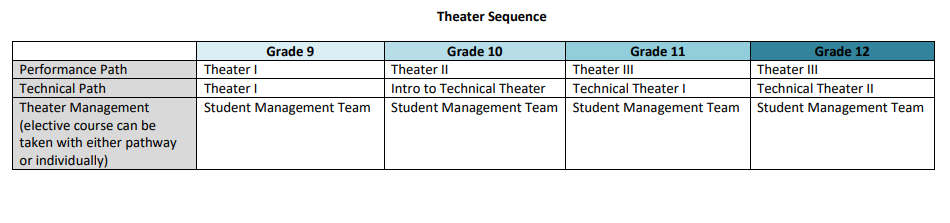 Theater Sequence
Grade 9 Grade 10 Grade 11 Grade 12
Performance Path Theater I Theater II Theater III Theater III
Technical Path Theater I Intro to Technical Theater Technical Theater I Technical Theater II
Theater Management Student Management Team Student Management Team Student Management Team Student Management Team
(elective course can be
taken with either pathway
or individually)